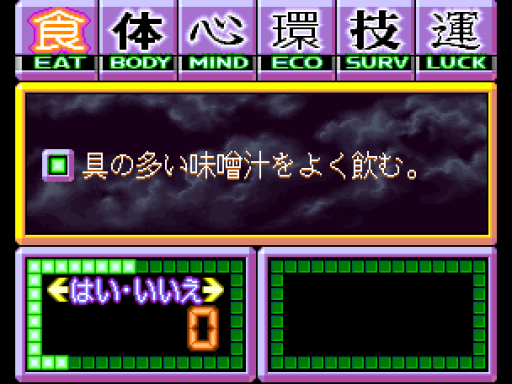 食 体 心 環 技 運
EAT BODY MIND ECO SURV LUCK
具の多い味噌汁をよく飲む。
はい・いいえ
0